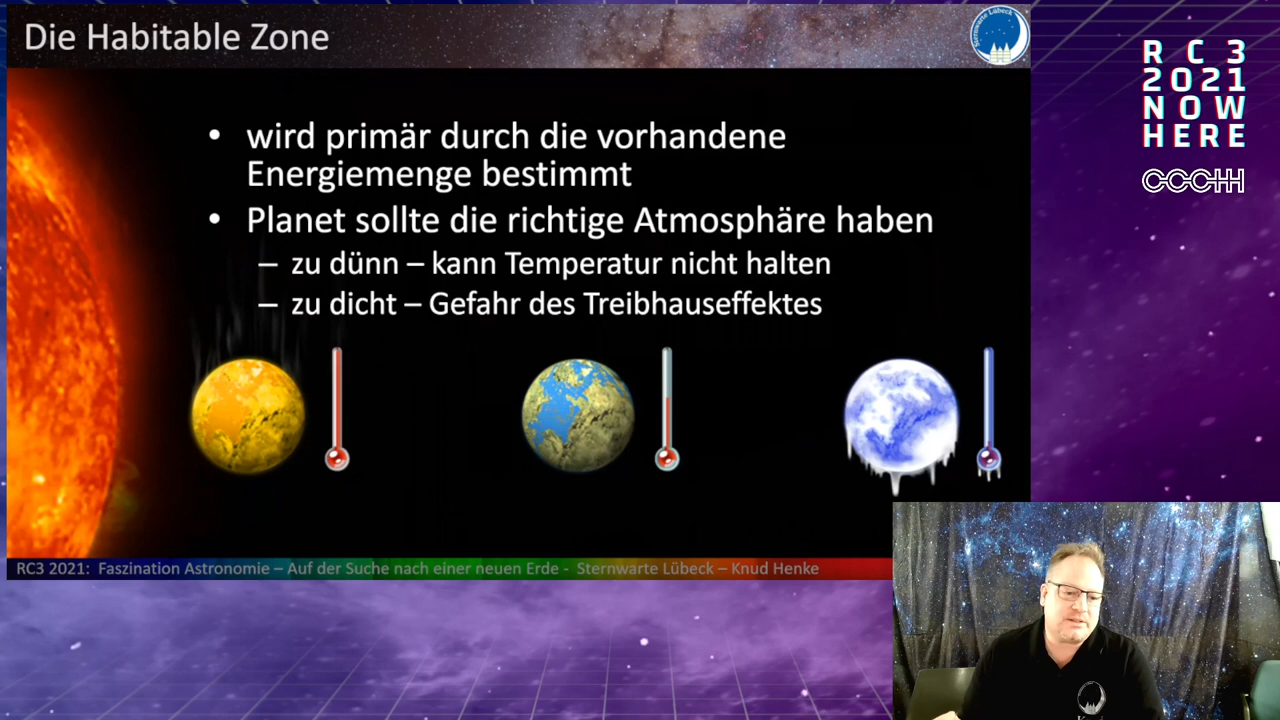 Die Habitable Zone
Sternwarte Lübeck
• wird primär durch die vorhandene
Energiemenge bestimmt
• Planet sollte die richtige Atmosphäre haben
– zu dünn – kann Temperatur nicht halten
– zu dicht – Gefahr des Treibhauseffektes
RC3 2021: Faszination Astronomie – Auf der Suche nach einer neuen Erde - Sternwarte Lübeck – Knud Henke
RC3
2021
NOW
HERE
CCCHH